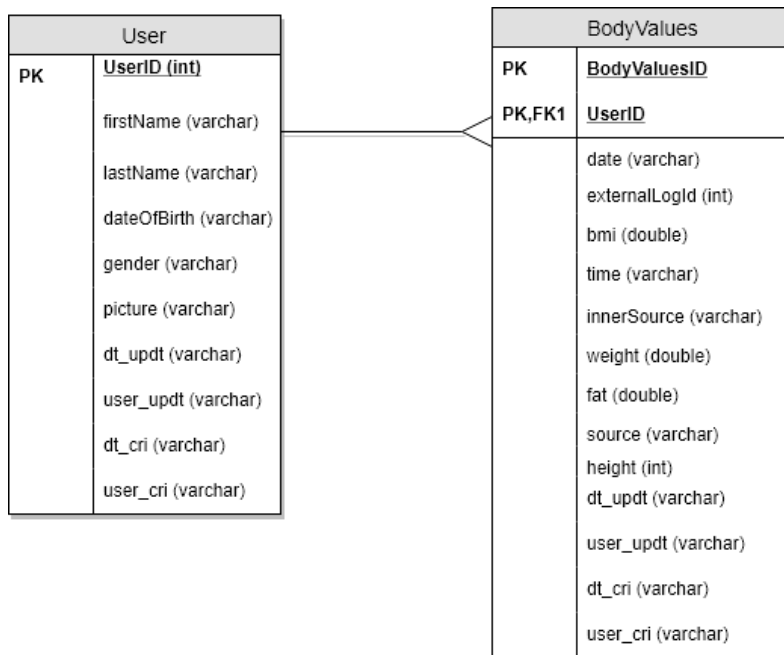 User
PK
UserID (int)
firstName (varchar)
lastName (varchar)
dateOfBirth (varchar)
gender (varchar)
picture (varchar)
dt_updt (varchar)
user_updt (varchar)
dt_cri (varchar)
user_cri (varchar)
BodyValues
PK
BodyValuesID
PK,FK1
UserID
date (varchar)
externalLogId (int)
bmi (double)
time (varchar)
innerSource (varchar)
weight (double)
fat (double)
source (varchar)
height (int)
dt_updt (varchar)
user_updt (varchar)
dt_cri (varchar)
user_cri (varchar)